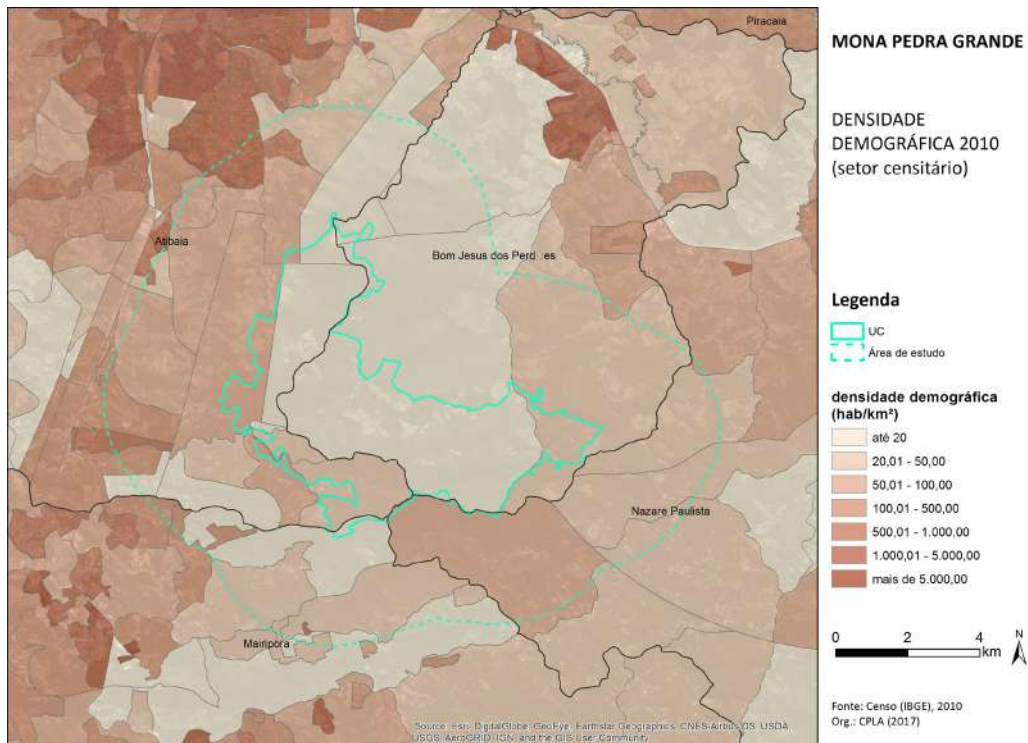 Piracaia
Atibaia
Bom Jesus dos Perd es
Nazare Paulista
Mairipora
Source: Esri, DigitalGlobe, GeoEye, Earthstar Geographics, CNES/Airbus DS, USDA,
USGS, AeroGRID, IGN, and the GIS User Community
MONA PEDRA GRANDE
DENSIDADE
DEMOGRÁFICA 2010
(setor censitário)
Legenda
UC
Área de estudo
densidade demográfica
(hab/km²)
até 20
20,01 - 50,00
50,01 - 100,00
100,01 - 500,00
500,01 - 1.000,00
1.000,01 - 5.000,00
mais de 5.000,00
0 2 4
km
N
Fonte: Censo (IBGE), 2010
Org.: CPLA (2017)